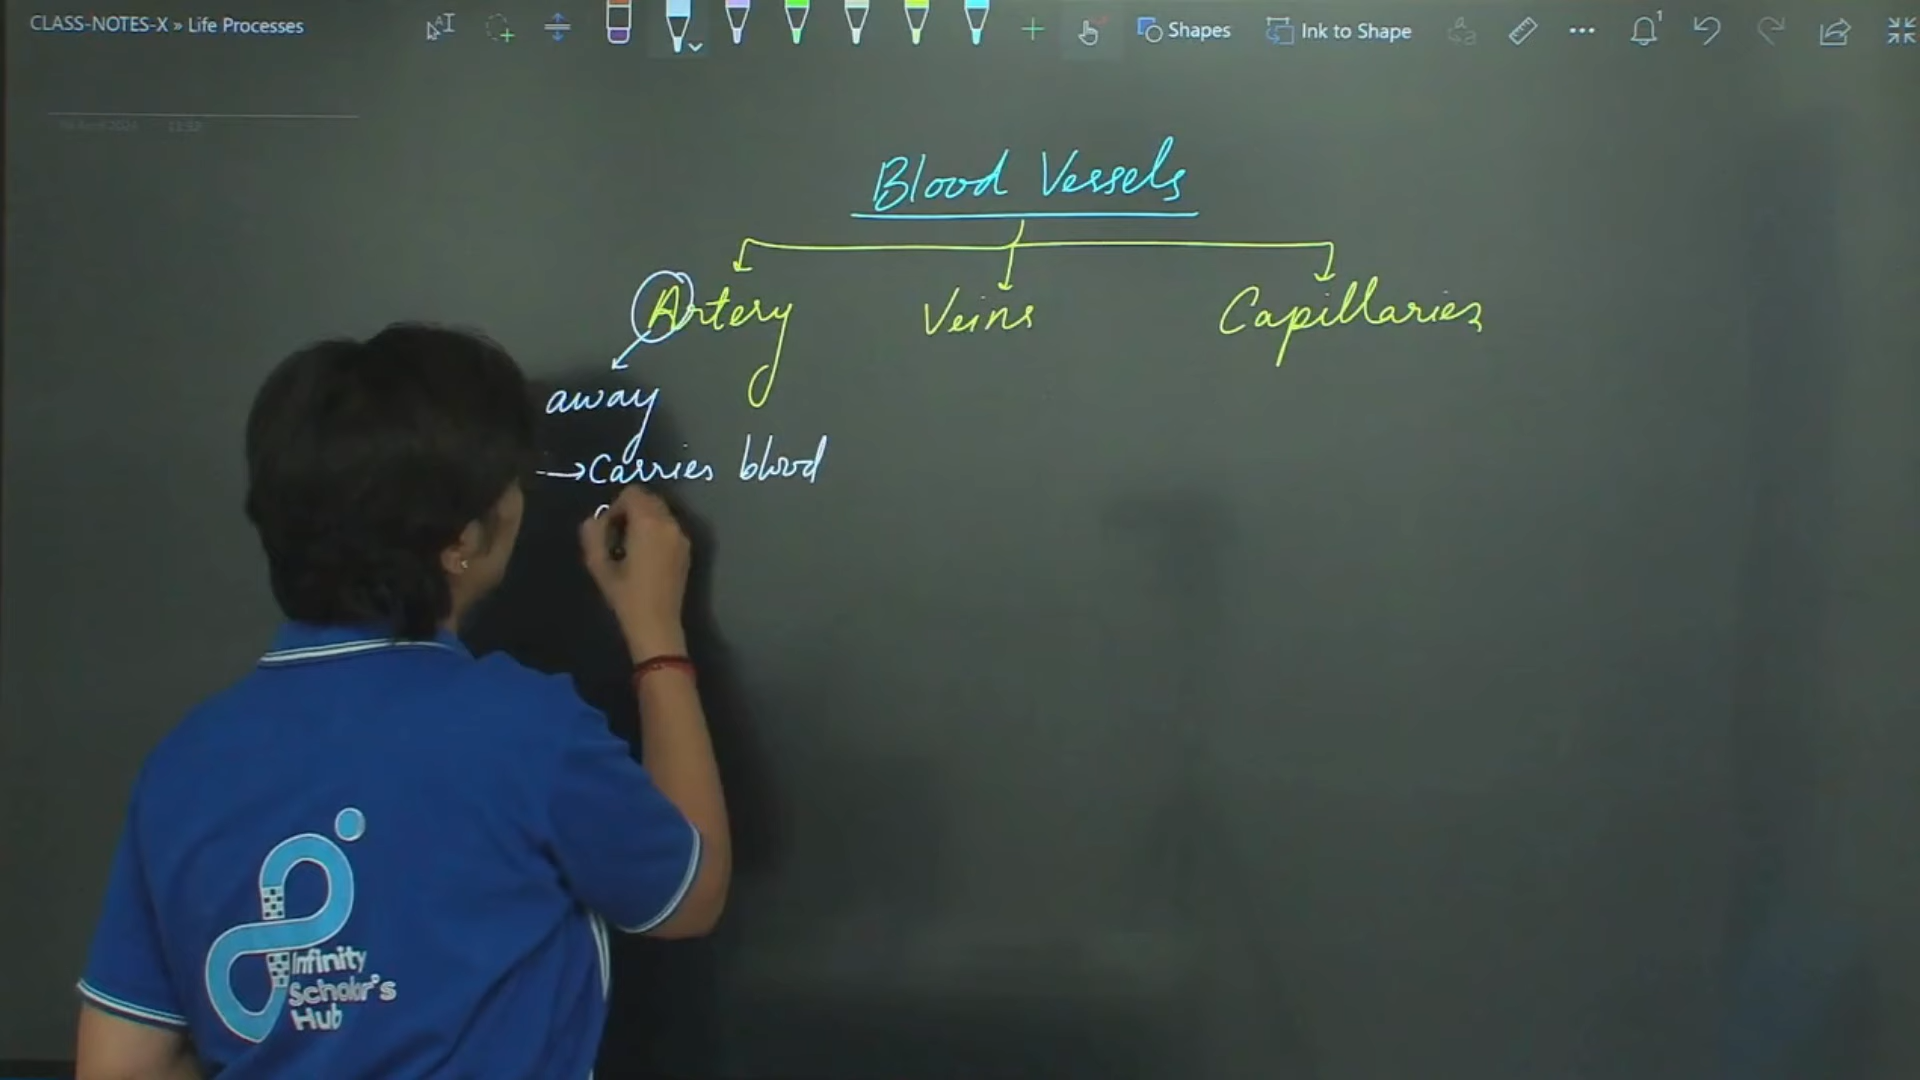 CLASS-NOTES-X » Life Processes
Shapes
Ink to Shape
1
Blood Vessels
Artery Veins Capillaries
away
→ Carries blood
Infinity
Scholar's
Hub